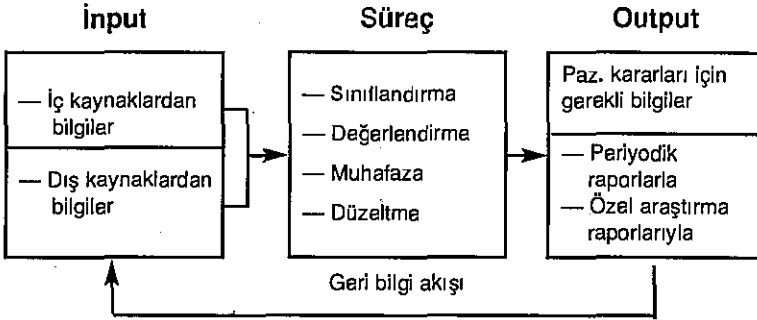 İnput
Süreç
Output
— İç kaynaklardan
bilgiler
— Dış kaynaklardan
bilgiler
— Sınıflandırma
— Değerlendirme
— Muhafaza
— Düzeltme
Paz. kararları için
gerekli bilgiler
— Periyodik
raporlarla
— Özel araştırma
raporlarıyla
Geri bilgi akışı